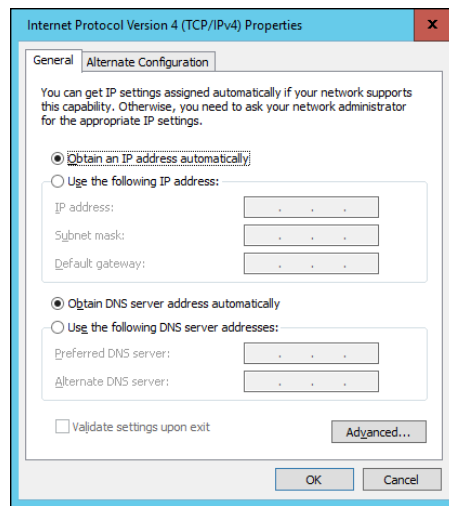 Internet Protocol Version 4 (TCP/IPv4) Properties
x
General
Alternate Configuration
You can get IP settings assigned automatically if your network supports
this capability. Otherwise, you need to ask your network administrator
for the appropriate IP settings.
Obtain an IP address automatically
Use the following IP address:
IP address:
. . .
Subnet mask:
. . .
Default gateway:
. . .
Obtain DNS server address automatically
Use the following DNS server addresses:
Preferred DNS server:
. . .
Alternate DNS server:
. . .
Validate settings upon exit
Advanced...
OK
Cancel